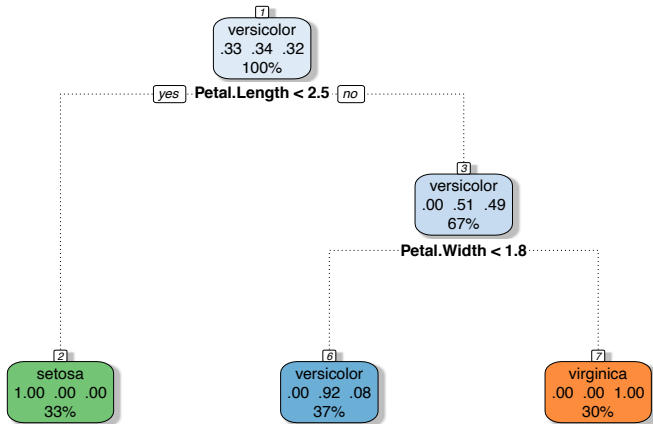 1
versicolor
.33 .34 .32
100%
yes Petal.Length < 2.5 no
3
versicolor
.00 .51 .49
67%
Petal.Width < 1.8
2
setosa
1.00 .00 .00
33%
6
versicolor
.00 .92 .08
37%
7
virginica
.00 .00 1.00
30%